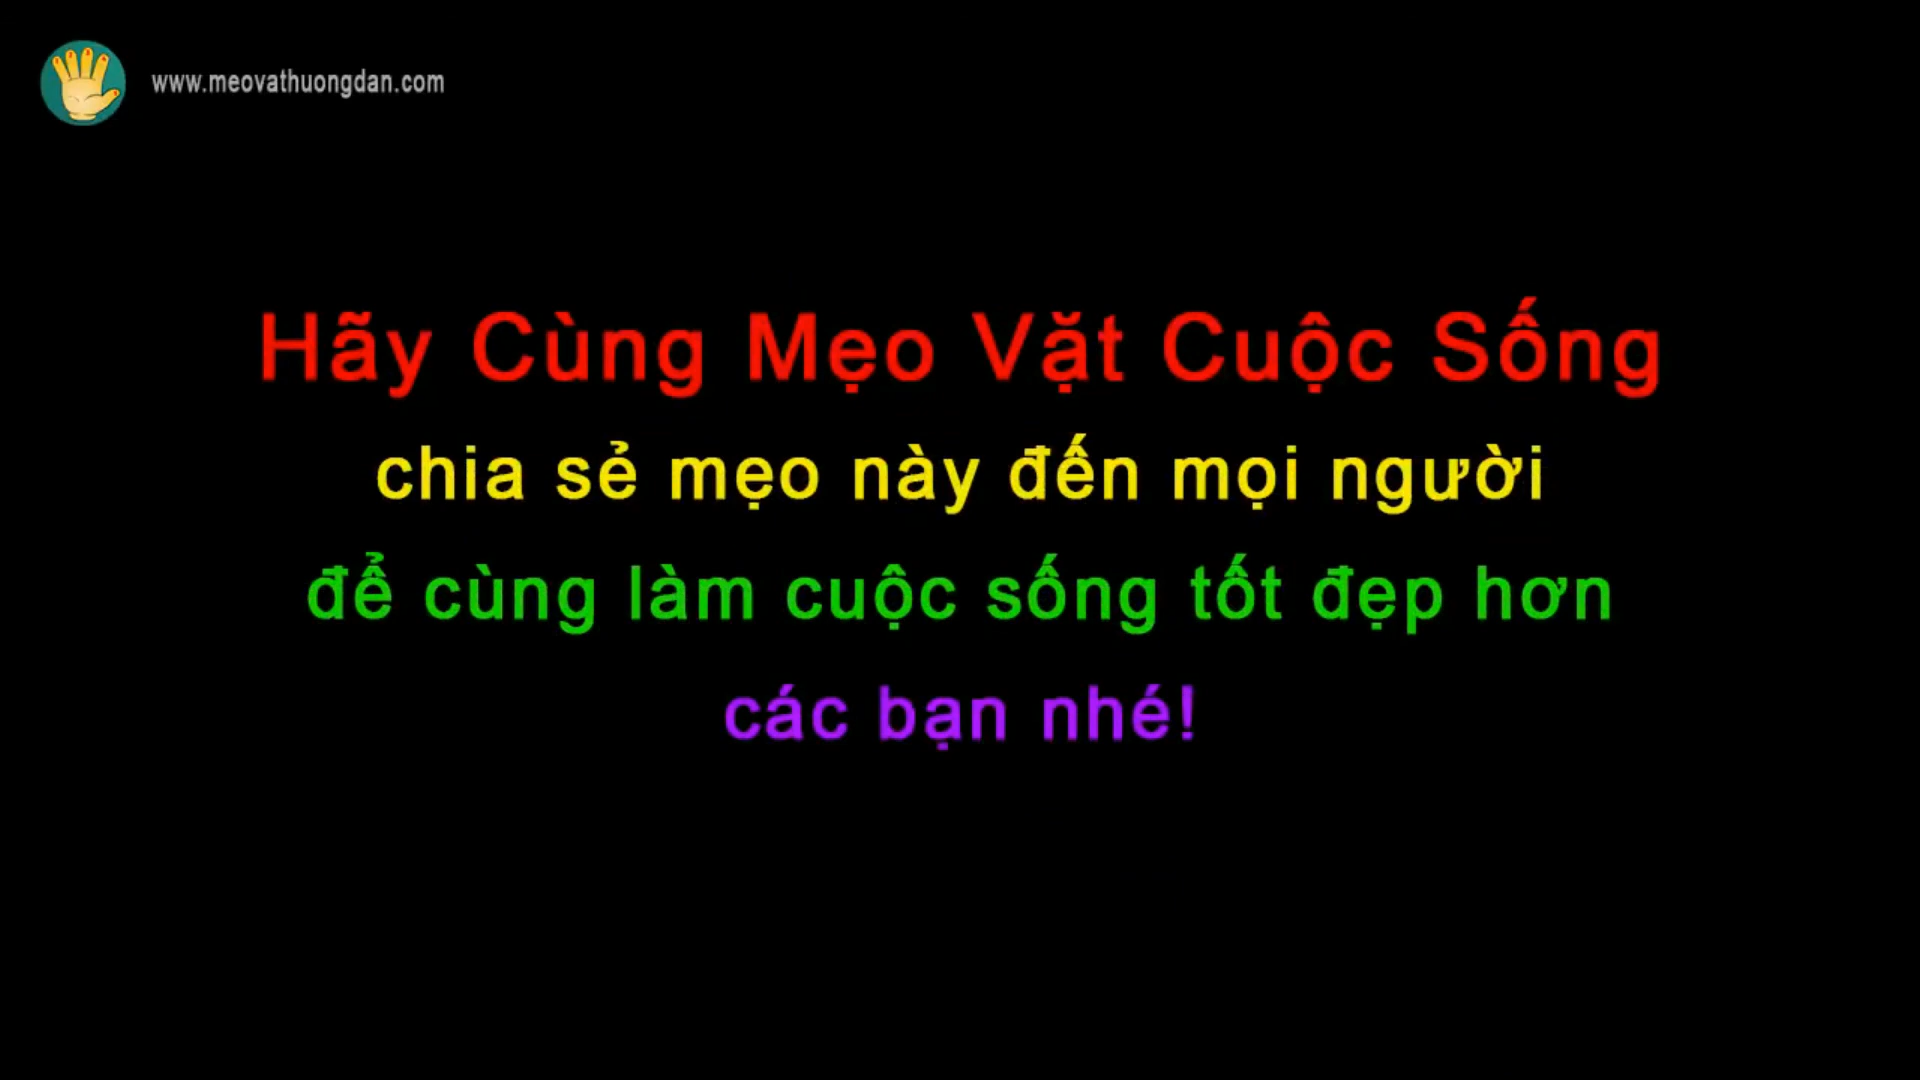 www.meovathuongdan.com
Hãy Cùng Mẹo Vặt Cuộc Sống
chia sẻ mẹo này đến mọi người
để cùng làm cuộc sống tốt đẹp hơn
các bạn nhé!